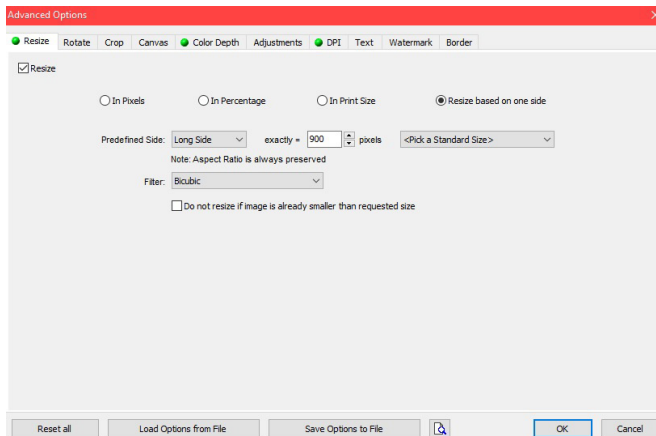 Advanced Options
Resize Rotate Crop Canvas Color Depth Adjustments DPI Text Watermark Border
Resize
In Pixels In Percentage In Print Size Resize based on one side
Predefined Side: Long Side exactly = 900 pixels <Pick a Standard Size>
Note: Aspect Ratio is always preserved
Filter: Bicubic
Do not resize if image is already smaller than requested size
Reset all Load Options from File Save Options to File OK Cancel